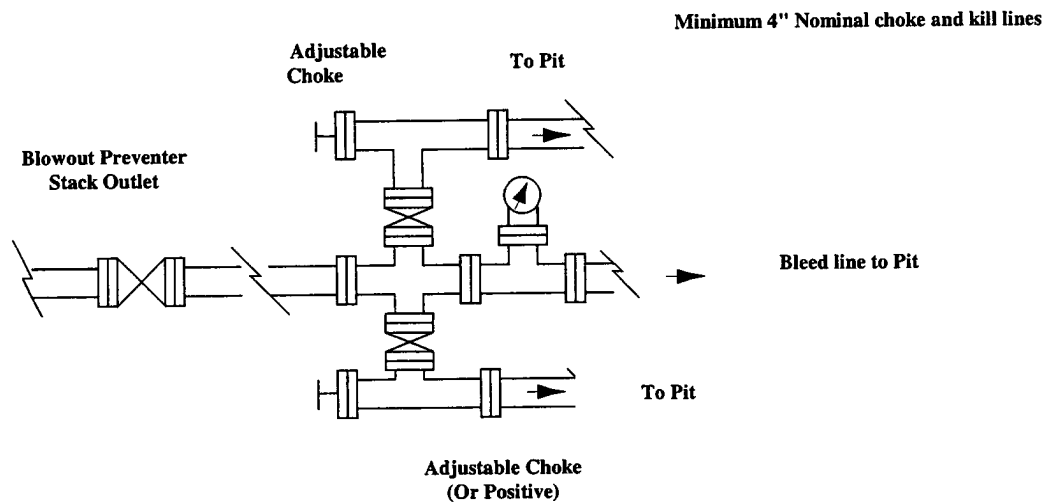 Minimum 4" Nominal choke and kill lines
Adjustable
Choke
To Pit
Blowout Preventer
Stack Outlet
Bleed line to Pit
To Pit
Adjustable Choke
(Or Positive)